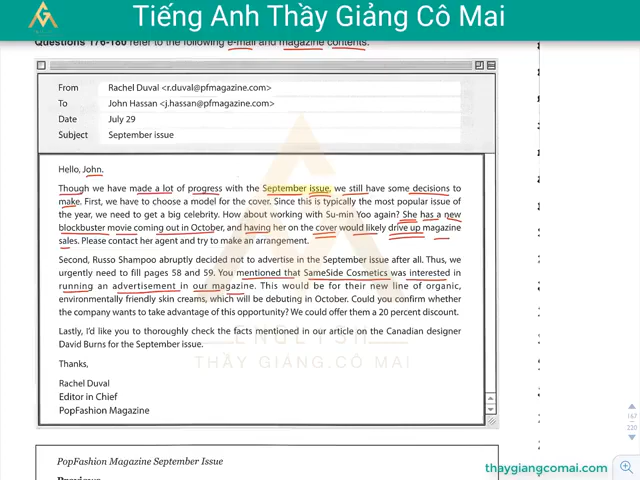 Tiếng Anh Thầy Giảng Cô Mai
Questions 176-180 refer to the following e-mail and magazine contents.
From Rachel Duval <r.duval@pfmagazine.com>
To John Hassan <j.hassan@pfmagazine.com>
Date July 29
Subject September issue
Hello, John.
Though we have made a lot of progress with the September issue, we still have some decisions to
make. First, we have to choose a model for the cover. Since this is typically the most popular issue of
the year, we need to get a big celebrity. How about working with Su-min Yoo again? She has a new
blockbuster movie coming out in October, and having her on the cover would likely drive up magazine
sales. Please contact her agent and try to make an arrangement.
Second, Russo Shampoo abruptly decided not to advertise in the September issue after all. Thus, we
urgently need to fill pages 58 and 59. You mentioned that SameSide Cosmetics was interested in
running an advertisement in our magazine. This would be for their new line of organic,
environmentally friendly skin creams, which will be debuting in October. Could you confirm whether
the company wants to take advantage of this opportunity? We could offer them a 20 percent discount.
Lastly, I'd like you to thoroughly check the facts mentioned in our article on the Canadian designer
David Burns for the September issue.
ENGLISH
THẦY GIẢNG.CÔ MAI
Thanks,
Rachel Duval
Editor in Chief
PopFashion Magazine
167
220
PopFashion Magazine September Issue
thaygiangcomai.com